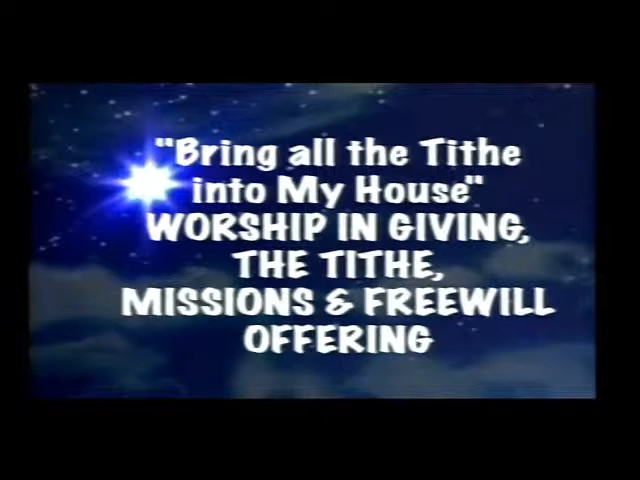 "Bring all the Tithe
into My House"
WORSHIP IN GIVING,
THE TITHE,
MISSIONS & FREEWILL
OFFERING